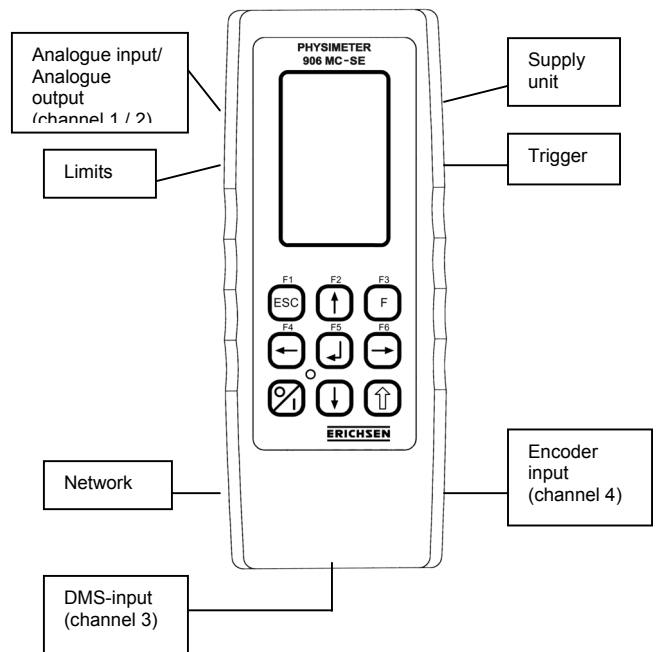 Analogue input/
Analogue
output
(channel 1 / 2)
Limits
PHYSIMETER
906 MC-SE
Supply
unit
Trigger
F1 F2 F3
ESC F
F4 F5 F6
O I
ERICHSEN
Network
Encoder
input
(channel 4)
DMS-input
(channel 3)